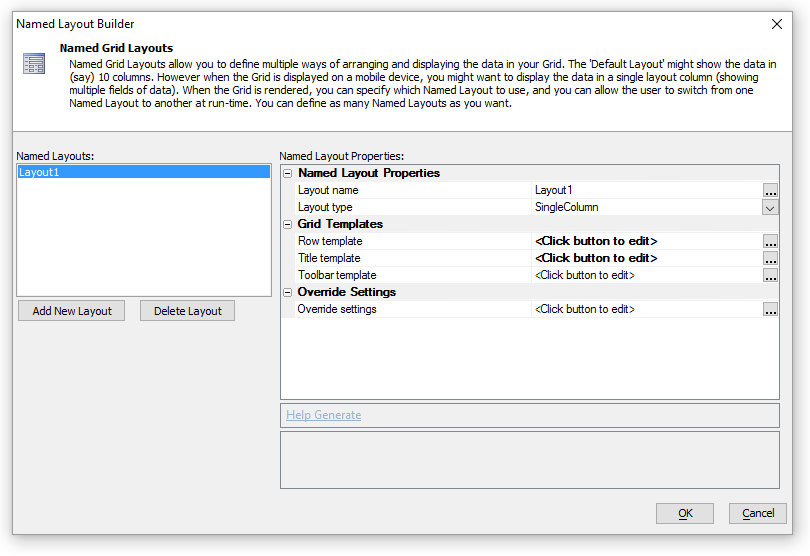 Named Layout Builder
Named Grid Layouts
Named Grid Layouts allow you to define multiple ways of arranging and displaying the data in your Grid. The 'Default Layout' might show the data in
(say) 10 columns. However when the Grid is displayed on a mobile device, you might want to display the data in a single layout column (showing
multiple fields of data). When the Grid is rendered, you can specify which Named Layout to use, and you can allow the user to switch from one
Named Layout to another at run-time. You can define as many Named Layouts as you want.
Named Layouts:
Layout1
Add New Layout Delete Layout
Named Layout Properties:
Named Layout Properties
Layout name Layout1 ...
Layout type SingleColumn
Grid Templates
Row template <Click button to edit> ...
Title template <Click button to edit> ...
Toolbar template <Click button to edit> ...
Override Settings
Override settings <Click button to edit> ...
Help Generate
OK Cancel